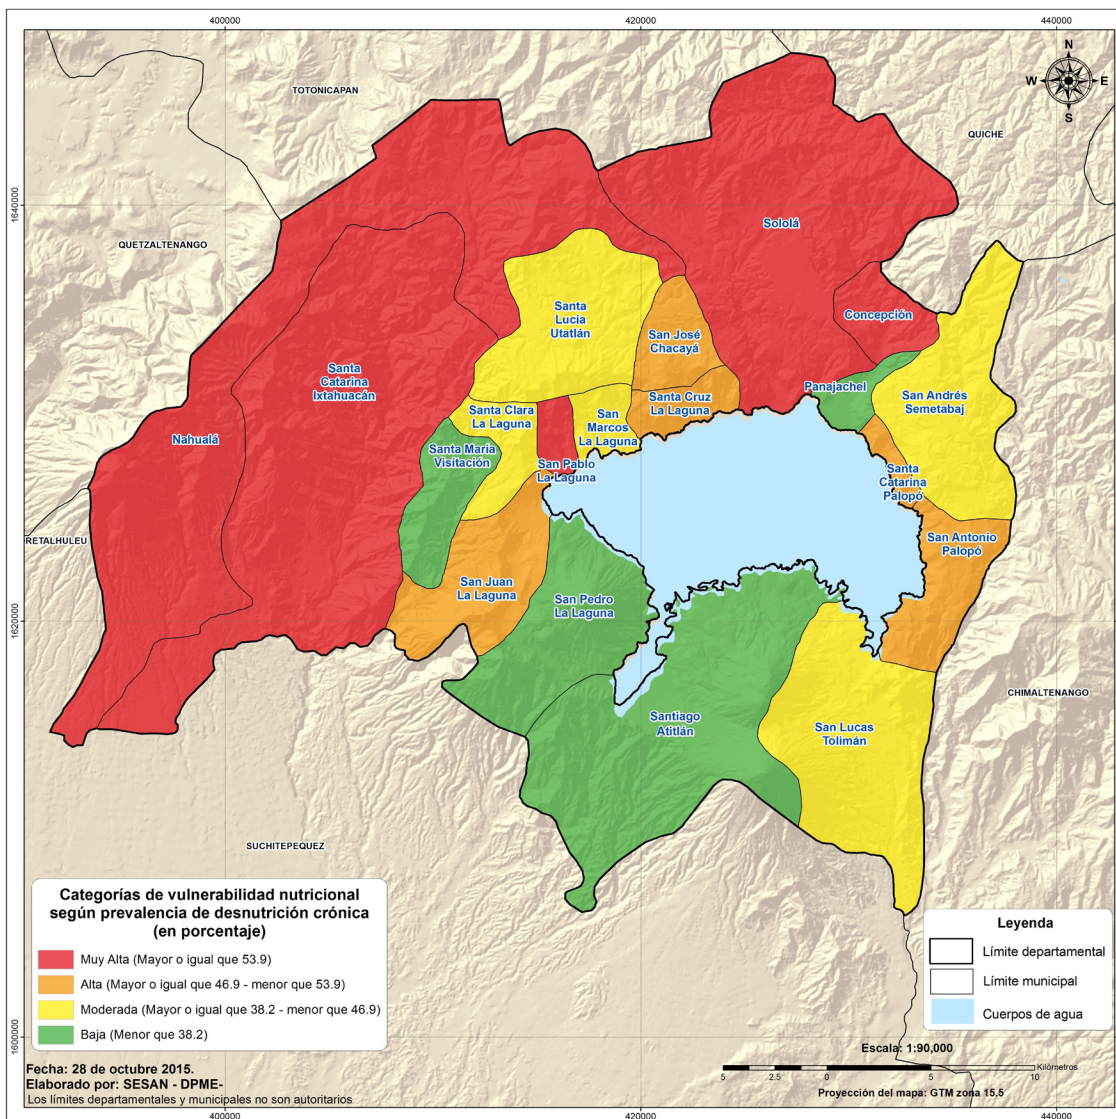 400000
420000
440000
N
W
E
S
TOTONICAPAN
QUICHE
1640000
Sololá
QUETZALTENANGO
Santa
Lucía
Utatlán
Concepción
San José
Chacayá
Santa
Catarina
Ixtahuacán
Panajachel
San Andrés
Semetabaj
Santa Cruz
La Laguna
Santa Clara
La Laguna
San
Marcos
La Laguna
Nahualá
Santa María
Visitación
San Pablo
La Laguna
Santa
Catarina
Palopó
RETALHULEU
San Antonio
Palopó
San Juan
La Laguna
San Pedro
La Laguna
1620000
CHIMALTENANGO
Santiago
Atitlán
San Lucas
Tolimán
SUCHITEPEQUEZ
Categorías de vulnerabilidad nutricional
según prevalencia de desnutrición crónica
(en porcentaje)
Muy Alta (Mayor o igual que 53.9)
Alta (Mayor o igual que 46.9 - menor que 53.9)
Moderada (Mayor o igual que 38.2 - menor que 46.9)
Baja (Menor que 38.2)
Leyenda
Límite departamental
Límite municipal
Cuerpos de agua
1600000
Escala: 1:90,000
Kilómetros
5 2.5 0 5 10
Proyección del mapa: GTM zona 15.5
Fecha: 28 de octubre 2015.
Elaborado por: SESAN - DPME-
Los límites departamentales y municipales no son autoritarios
400000
420000
440000